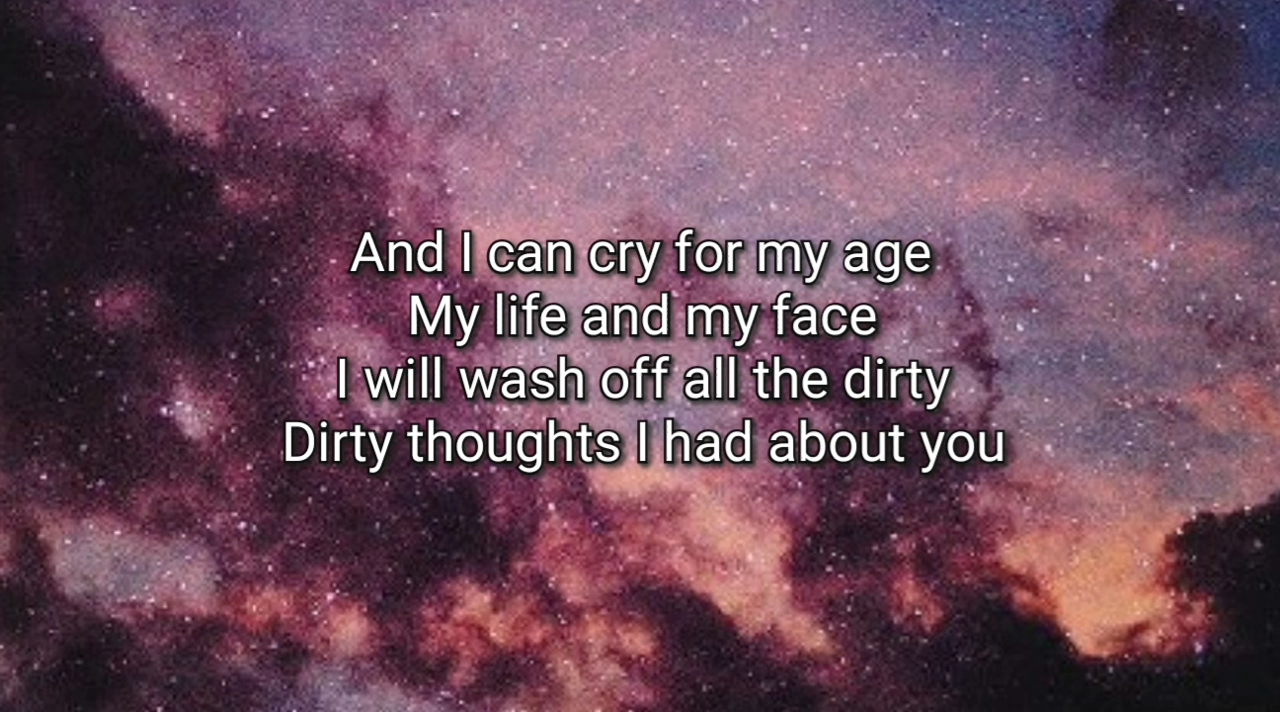 And I can cry for my age
My life and my face
I will wash off all the dirty
Dirty thoughts I had about you